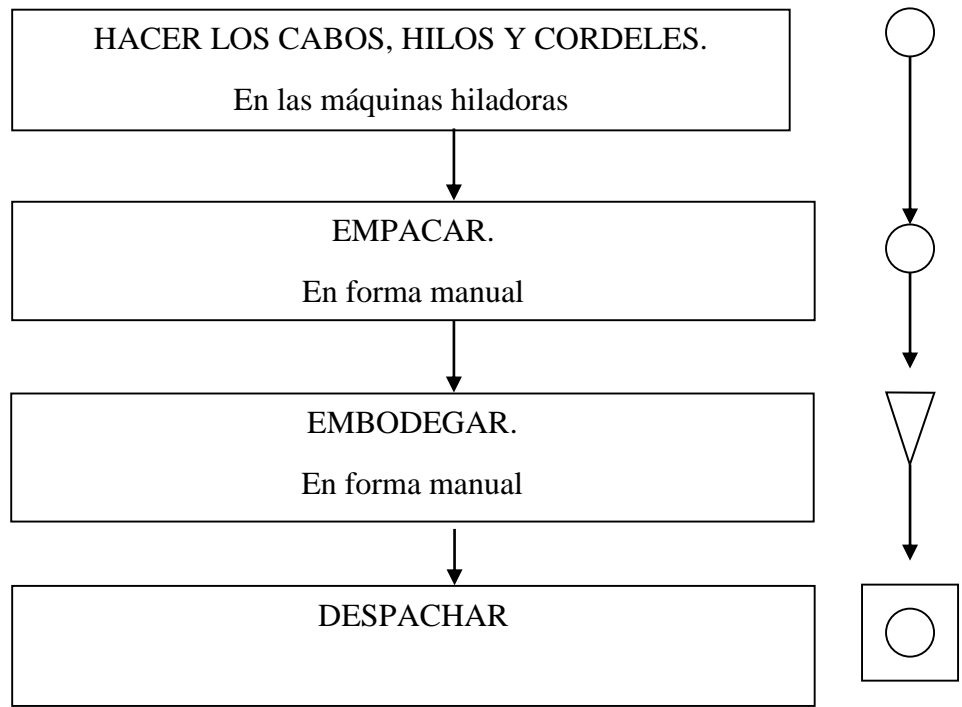 HACER LOS CABOS, HILOS Y CORDELES.
En las máquinas hiladoras
EMPACAR.
En forma manual
EMBODEGAR.
En forma manual
DESPACHAR